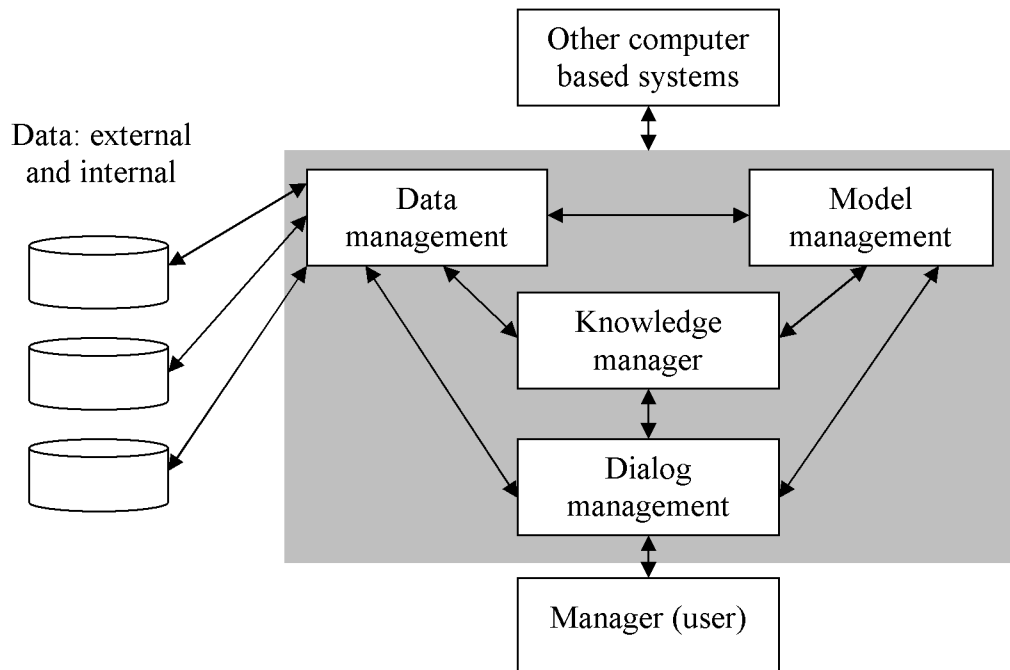 Other computer
based systems
Data: external
and internal
Data
management
Model
management
Knowledge
manager
Dialog
management
Manager (user)